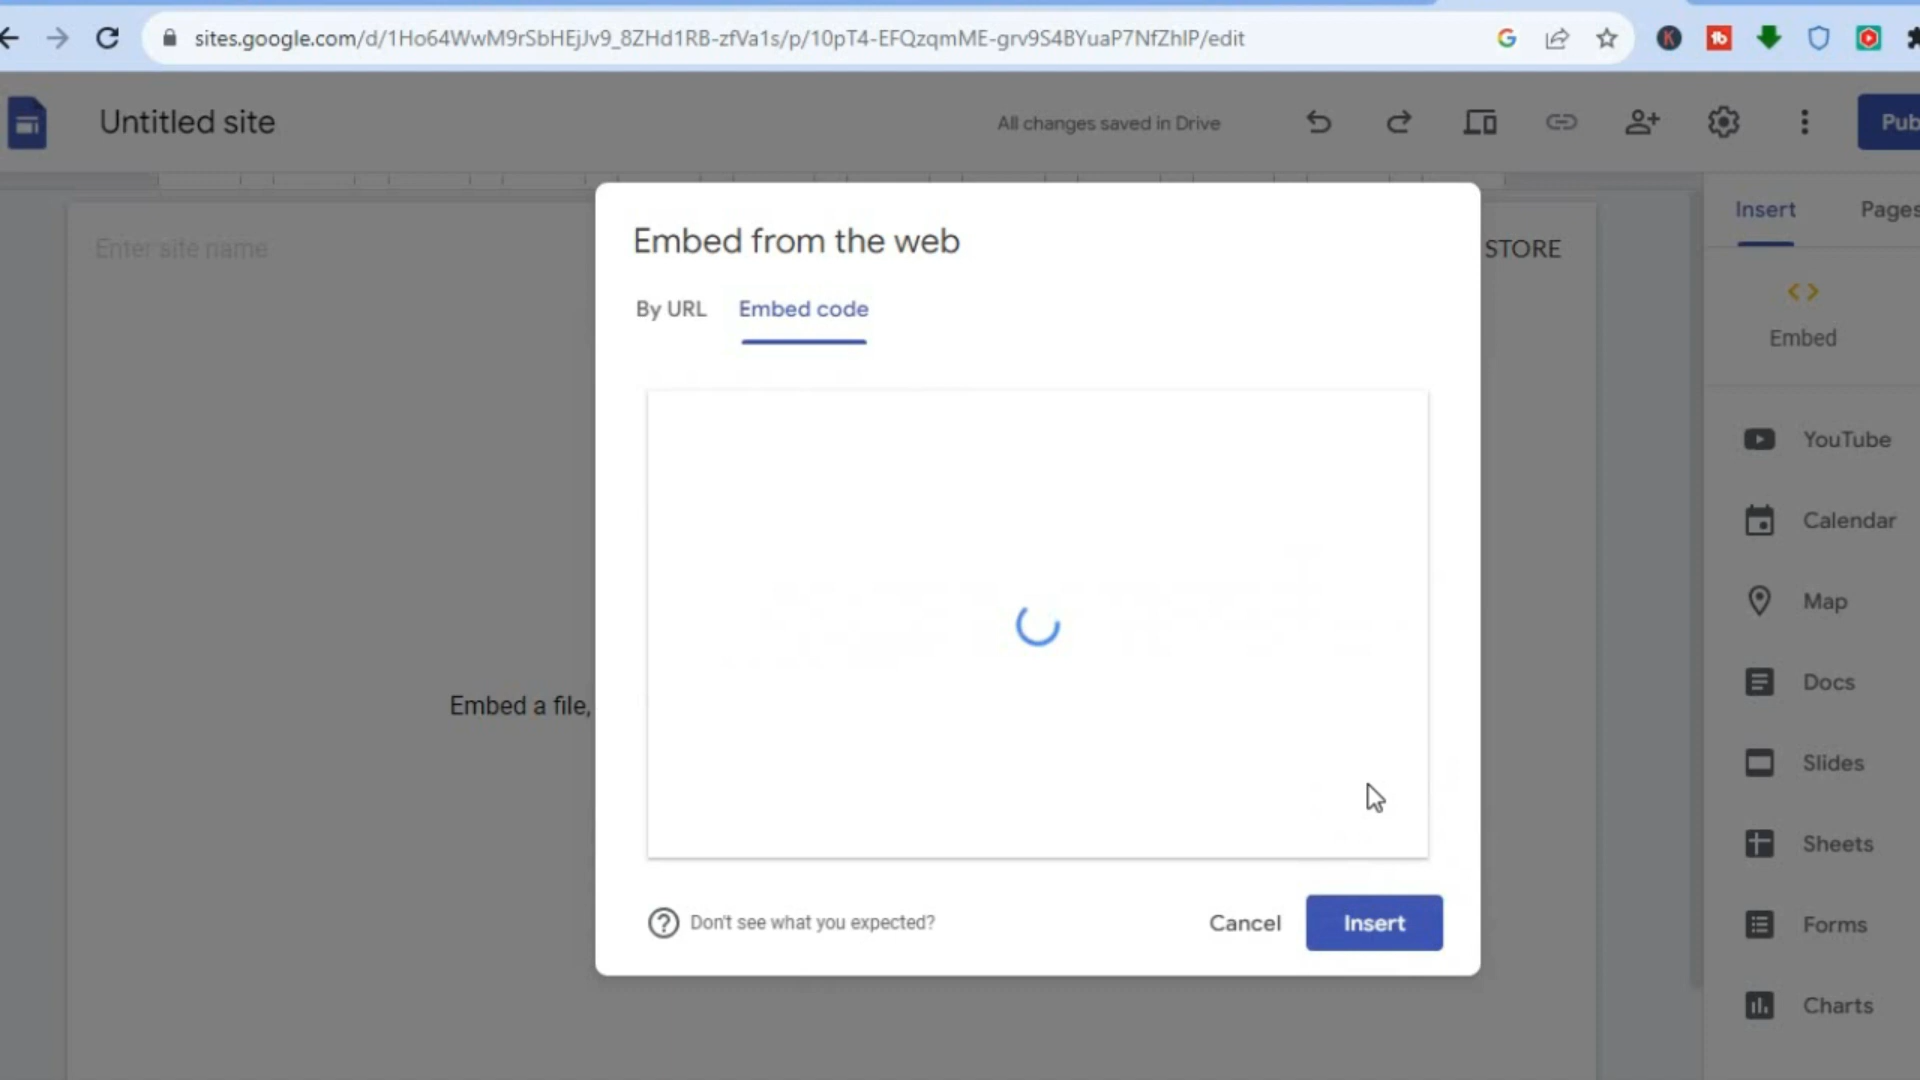 sites.google.com/d/1Ho64WwM9rSbHEjJv9_8ZHd1RB-zfVa1s/p/10pT4-EFQzqmME-grv9S4BYuaP7NfZhlP/edit
Untitled site
All changes saved in Drive
Pub
Enter site name
STORE
Insert
Pages
Embed from the web
By URL
Embed code
Embed
YouTube
Calendar
Map
Embed a file,
Docs
Slides
Sheets
Don't see what you expected?
Cancel
Insert
Forms
Charts